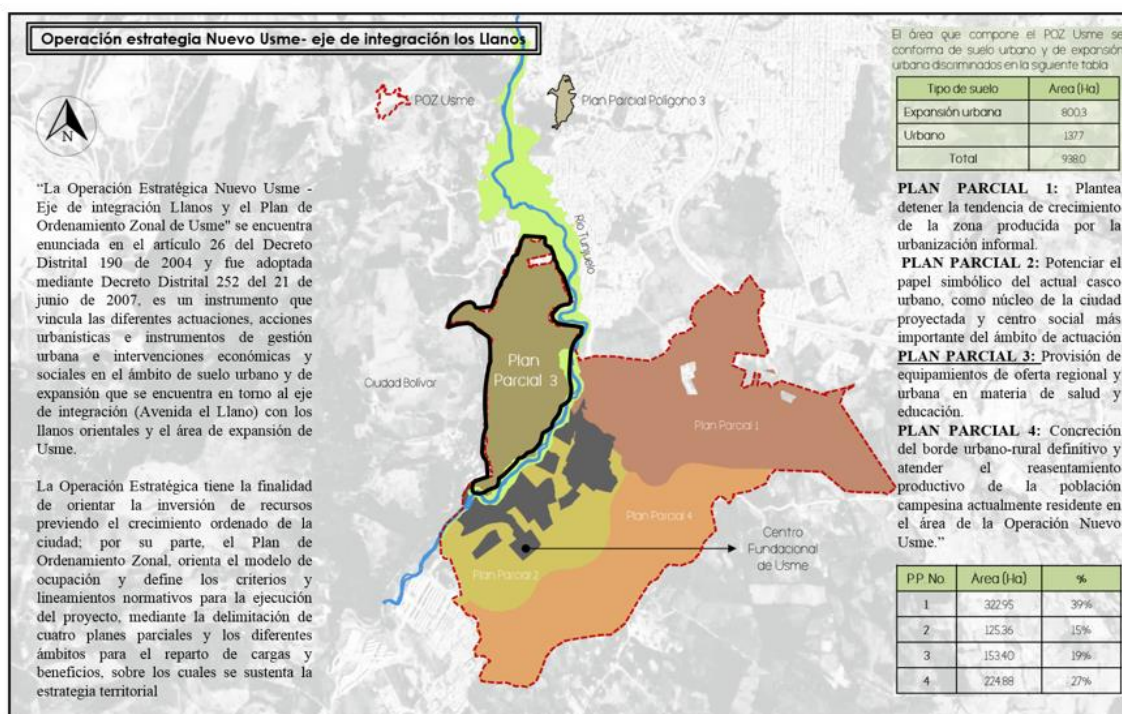 Operación estrategia Nuevo Usme- eje de integración los Llanos
POZ Usme
Plan Parcial Polígono 3
N
“La Operación Estratégica Nuevo Usme -
Eje de integración Llanos y el Plan de
Ordenamiento Zonal de Usme" se encuentra
enunciada en el artículo 26 del Decreto
Distrital 190 de 2004 y fue adoptada
mediante Decreto Distrital 252 del 21 de
junio de 2007, es un instrumento que
vincula las diferentes actuaciones, acciones
urbanísticas e instrumentos de gestión
urbana e intervenciones económicas y
sociales en el ámbito de suelo urbano y de
expansión que se encuentra en torno al eje
de integración (Avenida el Llano) con los
llanos orientales y el área de expansión de
Usme.
La Operación Estratégica tiene la finalidad
de orientar la inversión de recursos
previendo el crecimiento ordenado de la
ciudad; por su parte, el Plan de
Ordenamiento Zonal, orienta el modelo de
ocupación y define los criterios y
lineamientos normativos para la ejecución
del proyecto, mediante la delimitación de
cuatro planes parciales y los diferentes
ámbitos para el reparto de cargas y
beneficios, sobre los cuales se sustenta la
estrategia territorial
Río Tunjuelo
Plan
Parcial 3
Ciudad Bolívar
Plan Parcial 1
Plan Parcial 4
Plan Parcial 2
Centro
Fundacional
de Usme
El área que compone el POZ Usme se
conforma de suelo urbano y de expansión
urbana discriminados en la siguiente tabla
Tipo de suelo Area (Ha)
Expansión urbana 800.3
Urbano 137.7
Total 938.0
PLAN PARCIAL 1: Plantea
detener la tendencia de crecimiento
de la zona producida por la
urbanización informal.
PLAN PARCIAL 2: Potenciar el
papel simbólico del actual casco
urbano, como núcleo de la ciudad
proyectada y centro social más
importante del ámbito de actuación
PLAN PARCIAL 3: Provisión de
equipamientos de oferta regional y
urbana en materia de salud y
educación.
PLAN PARCIAL 4: Concreción
del borde urbano-rural definitivo y
atender el reasentamiento
productivo de la población
campesina actualmente residente en
el área de la Operación Nuevo
Usme.”
P.P. No. Area (Ha) %
1 322.95 39%
2 125.36 15%
3 153.40 19%
4 224.88 27%